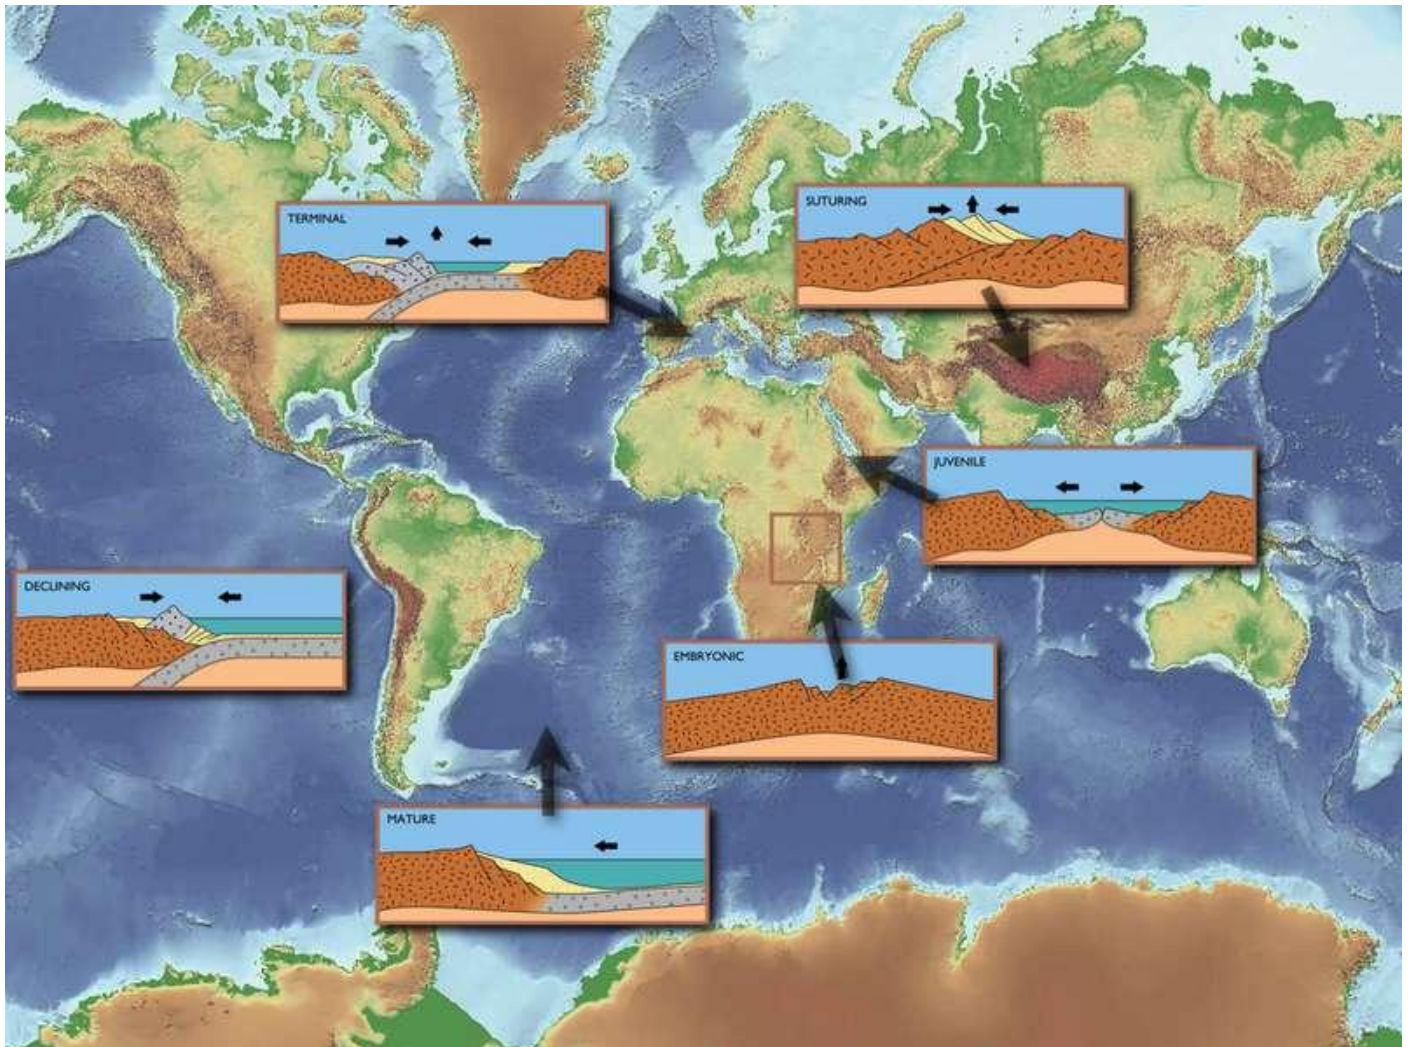 TERMINAL
SUTURING
JUVENILE
DECLINING
EMBRYONIC
MATURE